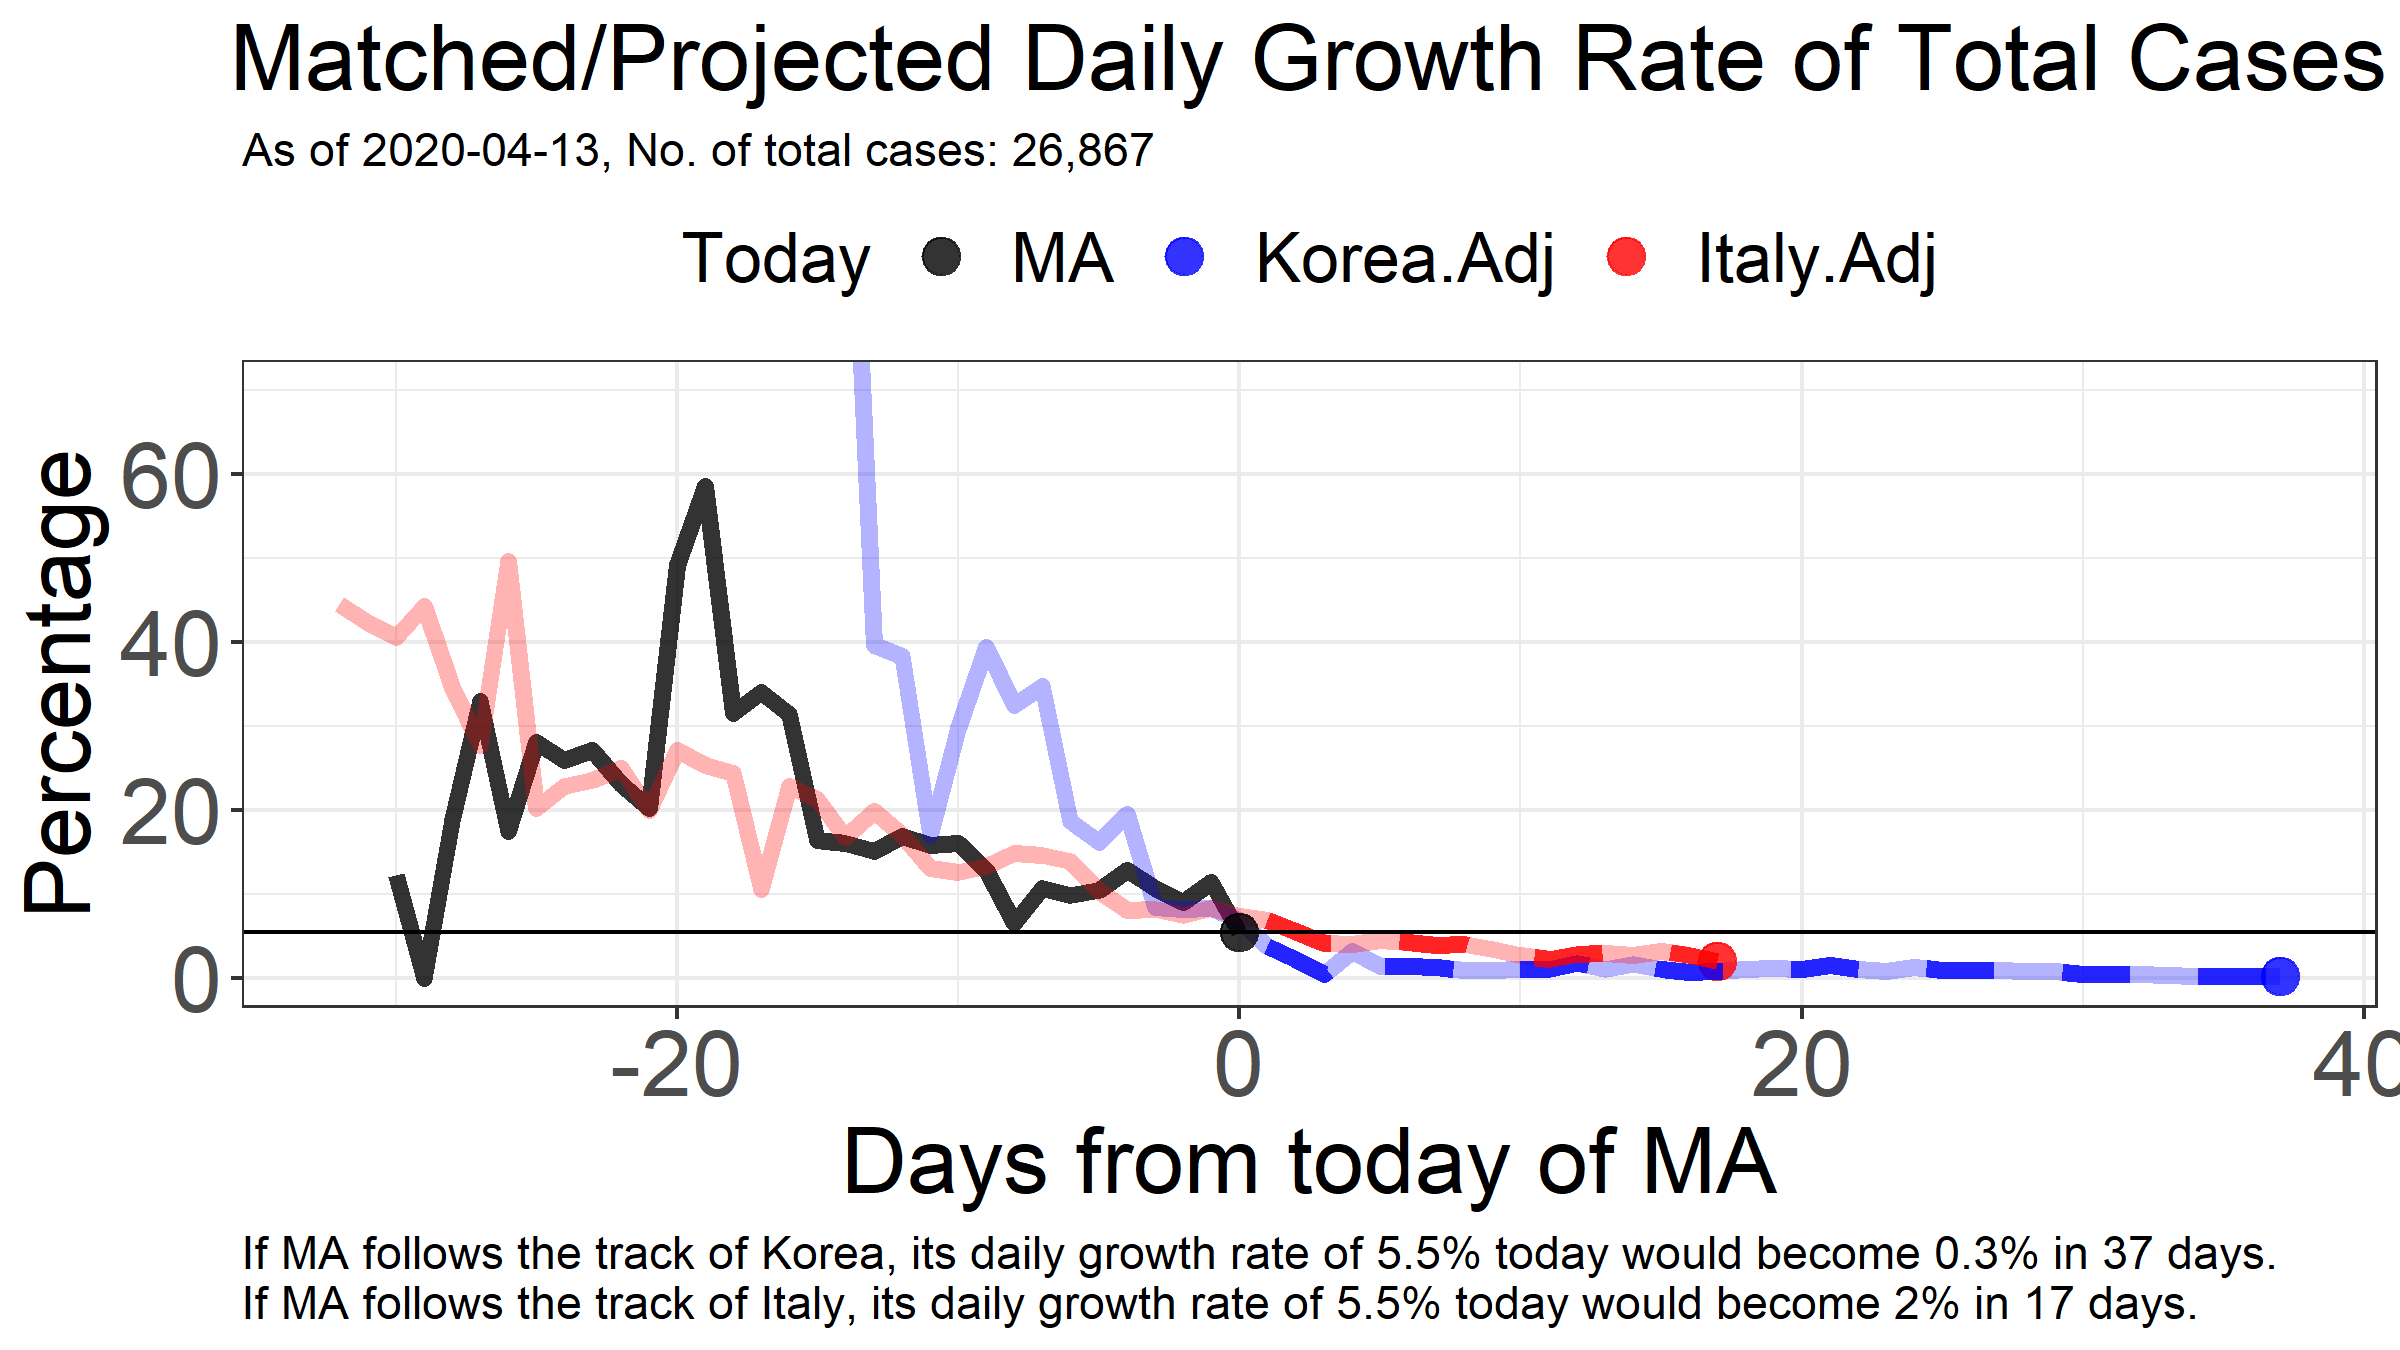 Matched/Projected Daily Growth Rate of Total Cases
As of 2020-04-13, No. of total cases: 26,867
Today MA Korea.Adj Italy.Adj
Percentage
60
40
20
0
-20 0 20 40
Days from today of MA
If MA follows the track of Korea, its daily growth rate of 5.5% today would become 0.3% in 37 days.
If MA follows the track of Italy, its daily growth rate of 5.5% today would become 2% in 17 days.